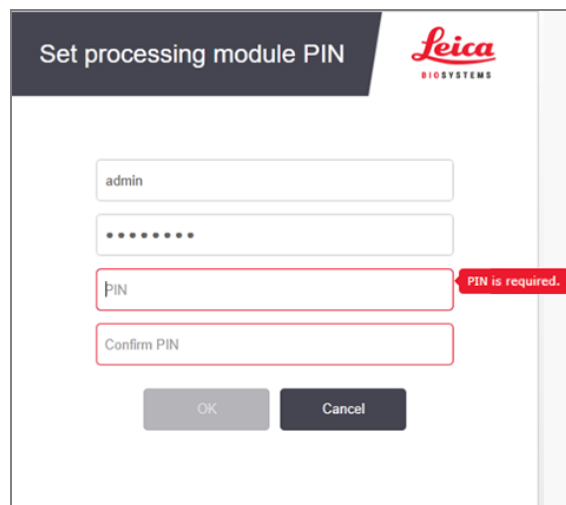 Set processing module PIN
Leica
BIOSYSTEMS
admin
••••••••
PIN
PIN is required.
Confirm PIN
OK
Cancel